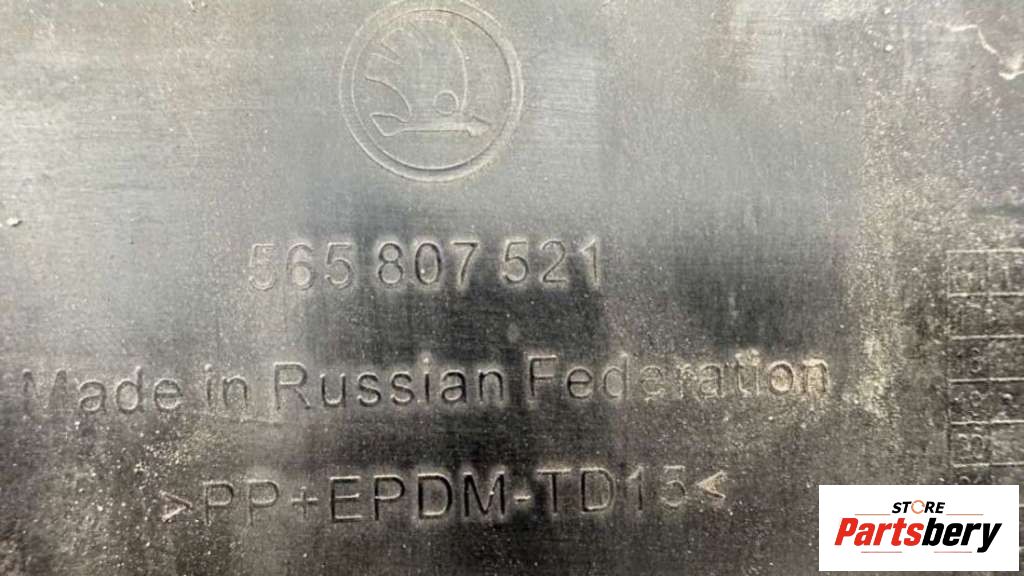 565 807 521
Made in Russian Federation
>PP+EPDM-TD15<
STORE
Partsbery